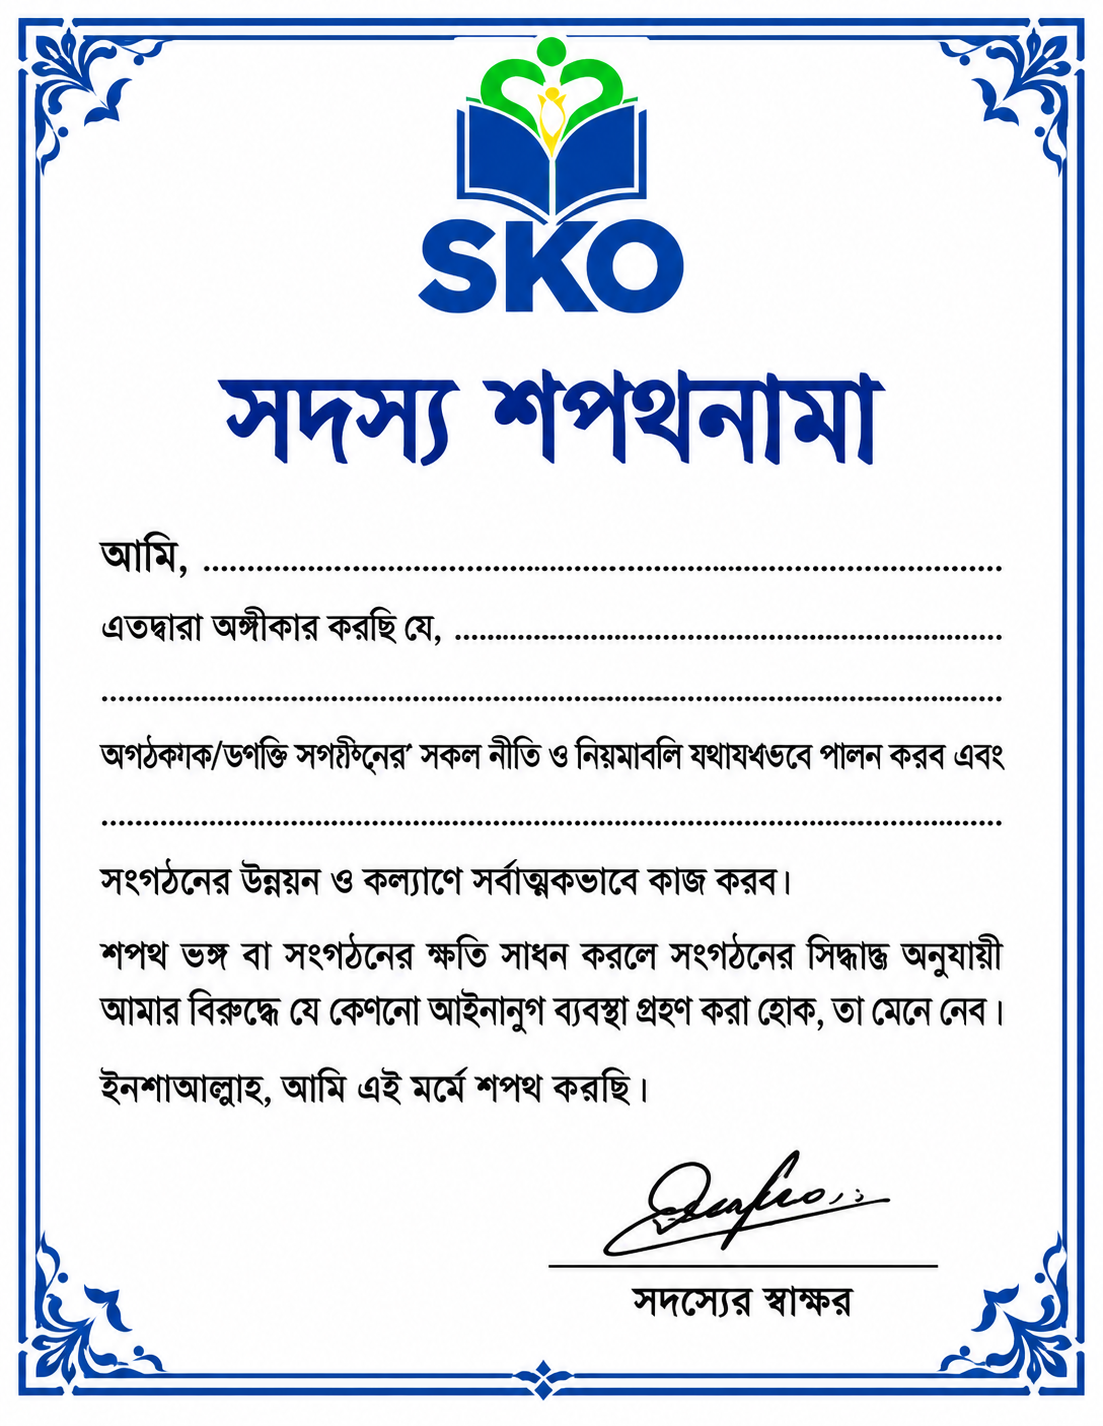 SKO
সদস্য শপথনামা
আমি, ....................................................................................................
এতদ্বারা অঙ্গীকার করছি যে, ............................................................
....................................................................................................
সকল নীতি ও নিয়মাবলি পালন করব এবং
....................................................................................................
সংগঠনের উন্নয়ন ও কল্যাণে কাজ করব।
শপথ ভঙ্গ বা সংগঠনের ক্ষতি সাধন করলে সংগঠনের অনুযায়ী
আমার বিরুদ্ধে যে কেণনো আইনানুগ ব্যবস্থা গ্রহণ করা হোক, তা মেনে নেব।
ইনশাআল্লাহ, আমি এই মর্মে শপথ করছি।
সদস্যের স্বাক্ষর